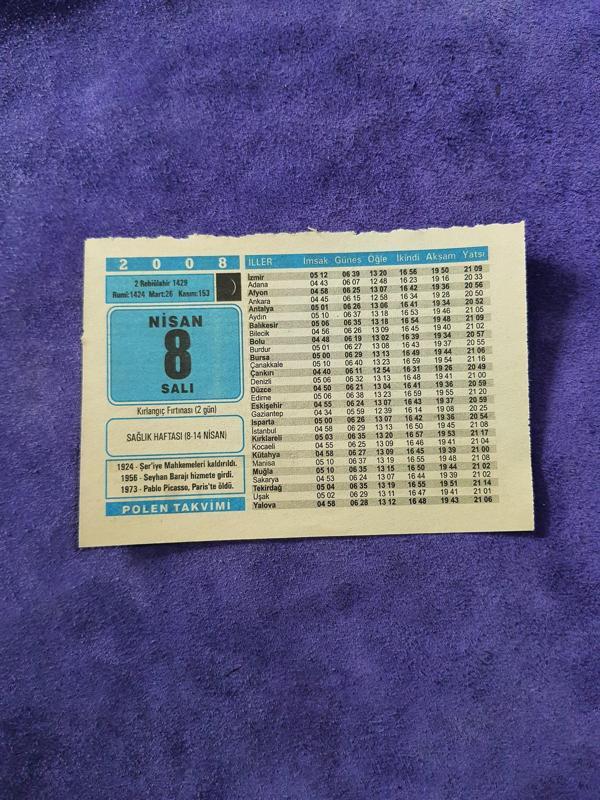 2008
2 Rebiülahir 1429
Rumi:1424 Mart:26 Kasım:153
NİSAN
8
SALI
Kırlangıç Fırtınası (2 gün)
SAĞLIK HAFTASI (8-14 NİSAN)
1924 - Şer'iye Mahkemeleri kaldırıldı.
1956 - Seyhan Barajı hizmete girdi.
1973 - Pablo Picasso, Paris'te öldü.
POLEN TAKVİMİ
İLLER İmsak Güneş Öğle İkindi Akşam Yatsı
İzmir 05 12 06 39 13 20 16 56 19 50 21 09
Adana 04 43 06 07 12 48 16 23 19 16 20 33
Afyon 04 58 06 25 13 07 16 42 19 36 20 56
Ankara 04 45 06 15 12 58 16 34 19 28 20 50
Antalya 05 01 06 26 13 06 16 41 19 34 20 52
Aydın 05 10 06 37 13 18 16 53 19 46 21 05
Balıkesir 05 06 06 35 13 18 16 54 19 48 21 09
Bilecik 04 56 06 26 13 09 16 45 19 40 21 02
Bolu 04 48 06 19 13 02 16 39 19 34 20 57
Burdur 05 01 06 27 13 08 16 43 19 37 20 55
Bursa 05 00 06 29 13 13 16 49 19 44 21 06
Çanakkale 05 10 06 40 13 23 16 59 19 54 21 16
Çankırı 04 40 06 11 12 54 16 31 19 26 20 49
Denizli 05 06 06 32 13 13 16 48 19 41 21 00
Düzce 04 50 06 21 13 04 16 41 19 36 20 59
Edirne 05 06 06 38 13 23 16 59 19 55 21 20
Eskişehir 04 55 06 24 13 07 16 43 19 37 20 59
Gaziantep 04 34 05 59 12 39 16 14 19 08 20 25
Isparta 05 00 06 26 13 07 16 42 19 36 20 54
İstanbul 04 58 06 29 13 13 16 50 19 45 21 08
Kırklareli 05 03 06 35 13 20 16 57 19 53 21 17
Kocaeli 04 55 06 25 13 09 16 46 19 41 21 04
Kütahya 04 58 06 27 13 09 16 45 19 39 21 00
Manisa 05 10 06 37 13 19 16 55 19 48 21 08
Muğla 05 10 06 35 13 15 16 50 19 44 21 02
Sakarya 04 53 06 24 13 07 16 44 19 39 21 02
Tekirdağ 05 04 06 35 13 19 16 55 19 51 21 14
Uşak 05 02 06 29 13 11 16 47 19 41 21 01
Yalova 04 58 06 28 13 12 16 48 19 43 21 06